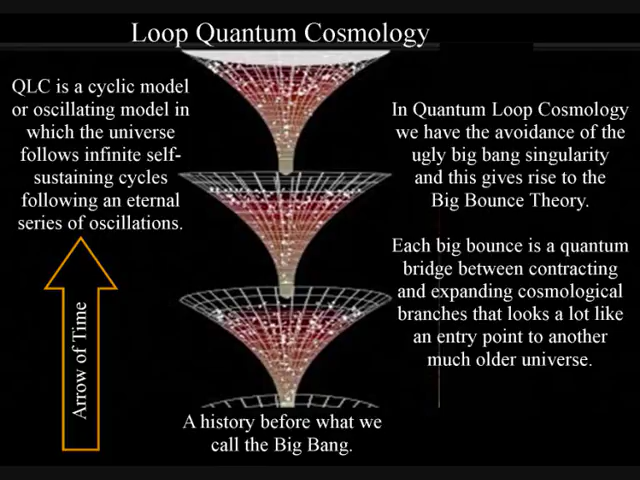 Loop Quantum Cosmology
QLC is a cyclic model
or oscillating model in
which the universe
follows infinite self-
sustaining cycles
following an eternal
series of oscillations.
Arrow of Time
In Quantum Loop Cosmology
we have the avoidance of the
ugly big bang singularity
and this gives rise to the
Big Bounce Theory.
Each big bounce is a quantum
bridge between contracting
and expanding cosmological
branches that looks a lot like
an entry point to another
much older universe.
A history before what we
call the Big Bang.